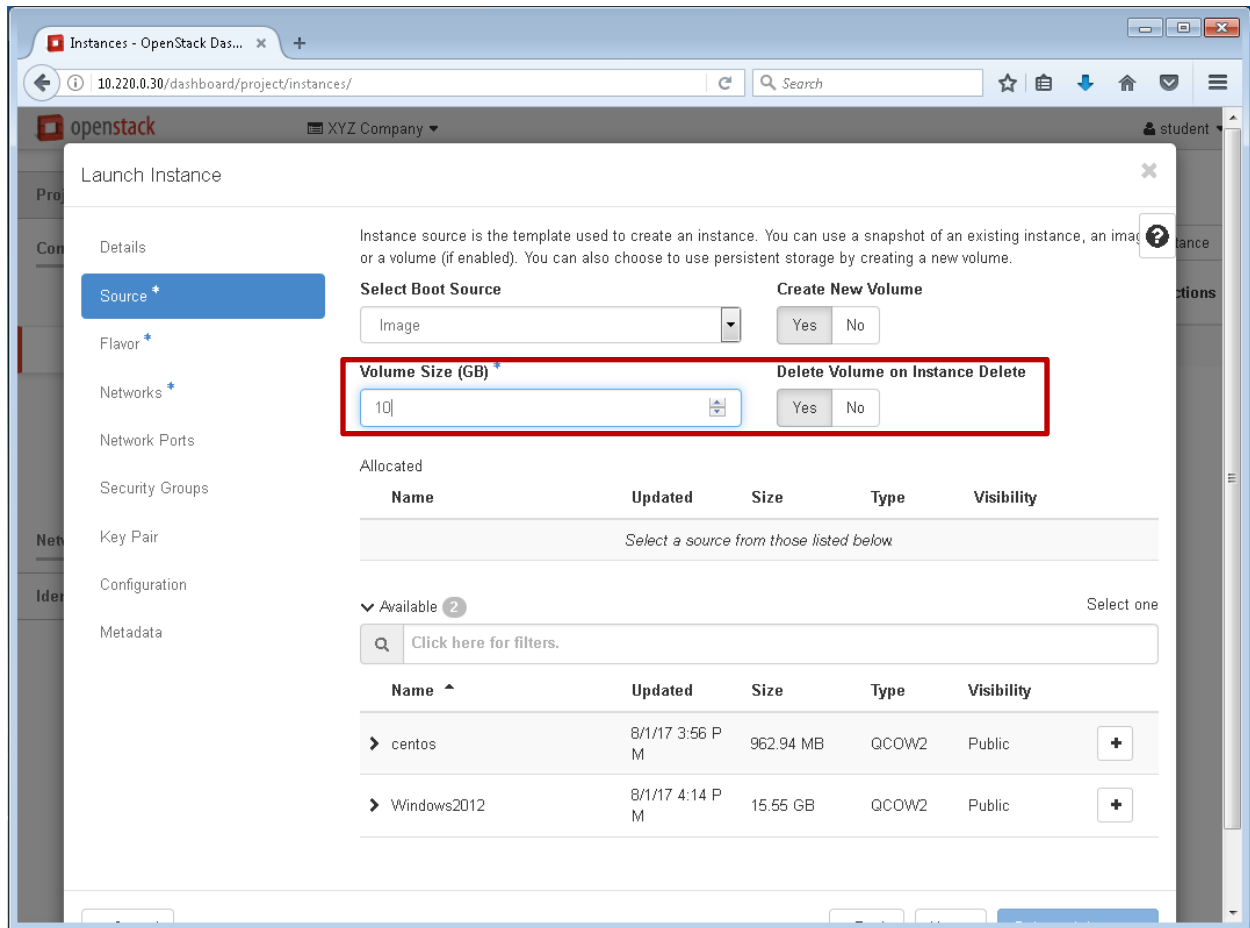 Instances - OpenStack Das...
10.220.0.30/dashboard/project/instances/
Search
openstack
XYZ Company
student
Launch Instance
Proj
Con
Details
Instance source is the template used to create an instance. You can use a snapshot of an existing instance, an imag
tance
or a volume (if enabled). You can also choose to use persistent storage by creating a new volume.
Source *
Select Boot Source
Create New Volume
ctions
Image
Yes No
Flavor *
Volume Size (GB) *
Delete Volume on Instance Delete
Networks *
10
Yes No
Network Ports
Allocated
Security Groups
Name Updated Size Type Visibility
Key Pair
Select a source from those listed below.
Net
Configuration
Iden
Available 2
Select one
Metadata
Click here for filters.
Name Updated Size Type Visibility
centos 8/1/17 3:56 P
M 962.94 MB QCOW2 Public +
Windows2012 8/1/17 4:14 P
M 15.55 GB QCOW2 Public +